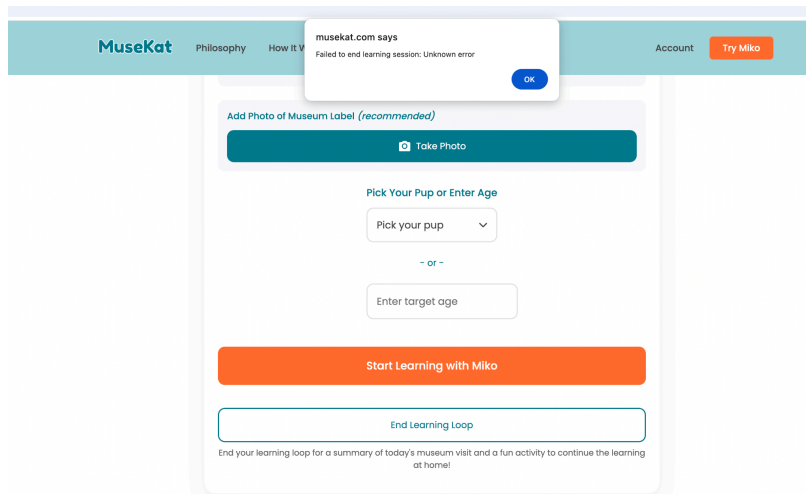 musekat.com says
Failed to end learning session: Unknown error
OK
MuseKat
Philosophy
How It W
Account
Try Miko
Add Photo of Museum Label (recommended)
Take Photo
Pick Your Pup or Enter Age
Pick your pup
- or -
Enter target age
Start Learning with Miko
End Learning Loop
End your learning loop for a summary of today's museum visit and a fun activity to continue the learning
at home!